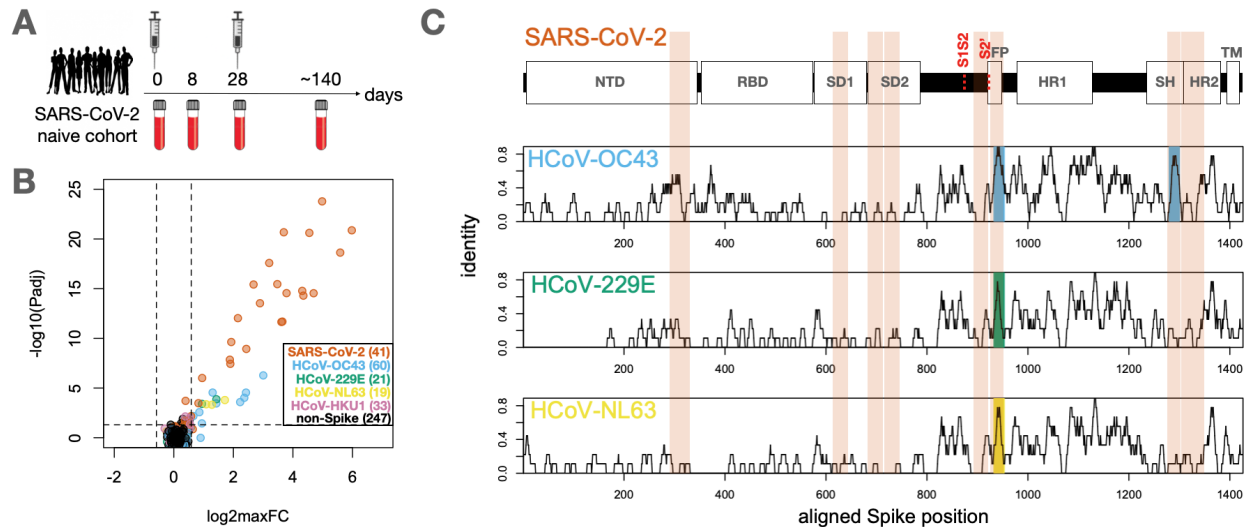 A
0 8 28 ~140
days
SARS-CoV-2
naive cohort
B
25
20
15
10
5
0
-log10(Padj)
SARS-CoV-2 (41)
HCoV-OC43 (60)
HCoV-229E (21)
HCoV-NL63 (19)
HCoV-HKU1 (33)
non-Spike (247)
-2 0 2 4 6
log2maxFC
C
SARS-CoV-2
S1S2
S2'
FP
TM
NTD RBD SD1 SD2 HR1 SH HR2
HCoV-OC43
0.8
0.4
0.0
200 400 600 800 1000 1200 1400
identity
HCoV-229E
0.8
0.4
0.0
200 400 600 800 1000 1200 1400
HCoV-NL63
0.8
0.4
0.0
200 400 600 800 1000 1200 1400
aligned Spike position